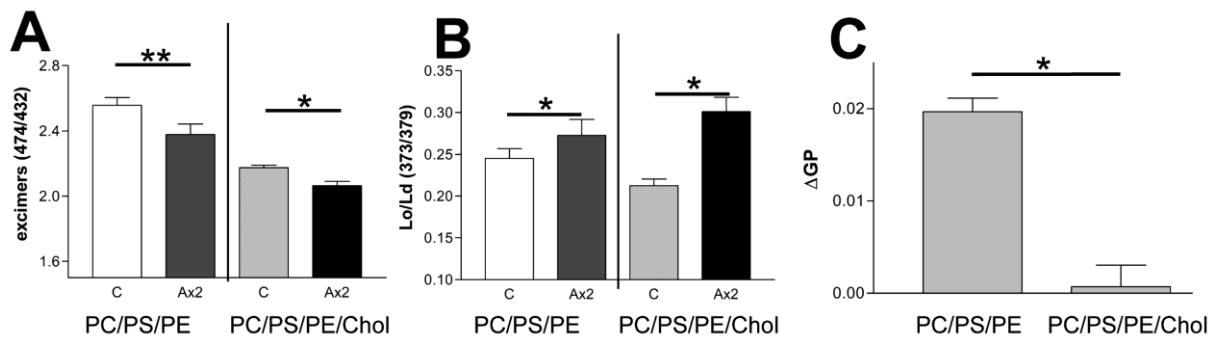 A
excimers (474/432)
2.8
2.4
2.0
1.6
**
*
C
Ax2
C
Ax2
PC/PS/PE
PC/PS/PE/Chol
B
Lo/Ld (373/379)
0.35
0.30
0.25
0.20
0.15
0.10
*
*
C
Ax2
C
Ax2
PC/PS/PE
PC/PS/PE/Chol
C
ΔGP
0.02
0.01
0.00
*
PC/PS/PE
PC/PS/PE/Chol